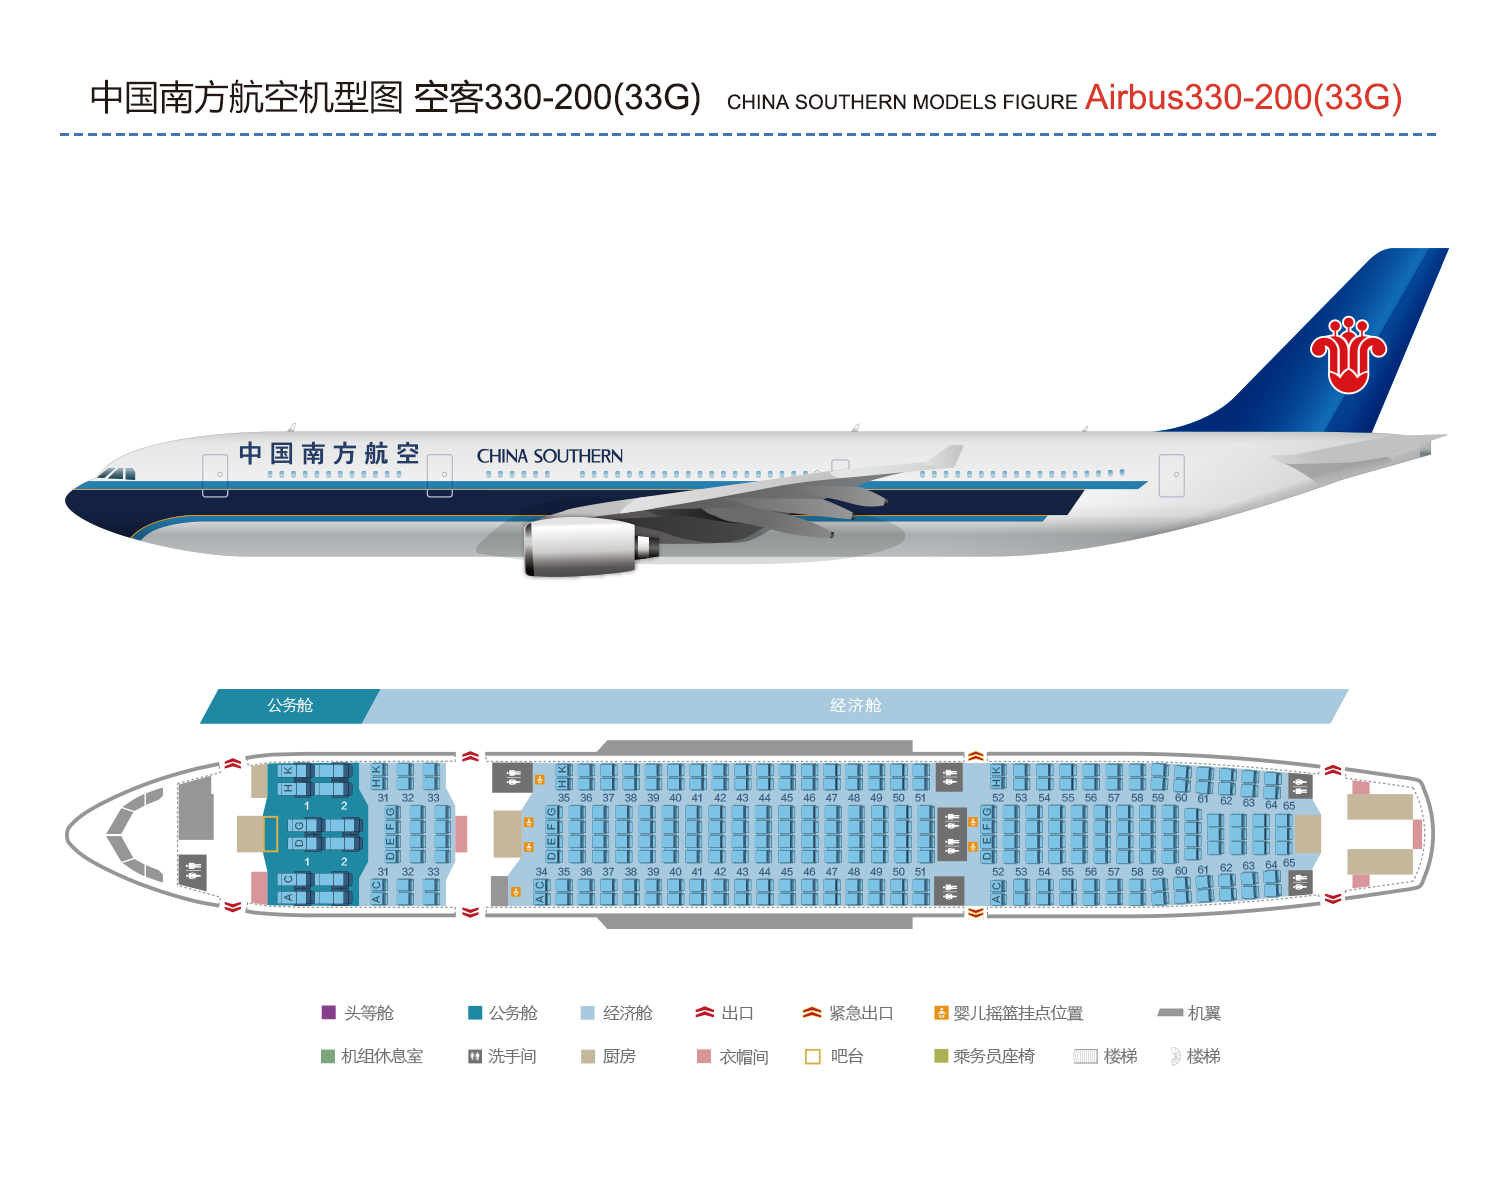 中国南方航空机型图 空客330-200(33G) CHINA SOUTHERN MODELS FIGURE Airbus330-200(33G)
中国南方航空 CHINA SOUTHERN
公务舱 经济舱
K H K H K H K
H
31 32 33 35 36 37 38 39 40 41 42 43 44 45 46 47 48 49 50 51 52 53 54 55 56 57 58 59 60 61 62 63 64 65
1 2
G G G G
F F F
E E E
D D D D
1 2
31 32 33 34 35 36 37 38 39 40 41 42 43 44 45 46 47 48 49 50 51 52 53 54 55 56 57 58 59 60 61 62 63 64 65
C C C C
A A A A
头等舱 公务舱 经济舱 出口 紧急出口 婴儿摇篮挂点位置 机翼
机组休息室 洗手间 厨房 衣帽间 吧台 乘务员座椅 楼梯 楼梯